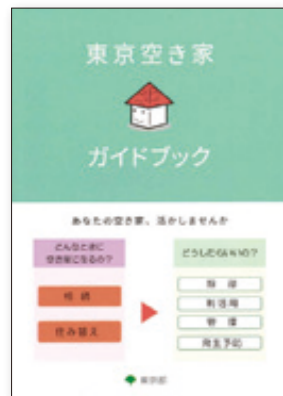 東京空き家
ガイドブック
あなたの空き家、活かしませんか
どんなときに
空き家になるの？
どうしたらいいの？
相続
住み替え
利活用
管理
発生予防
東京都